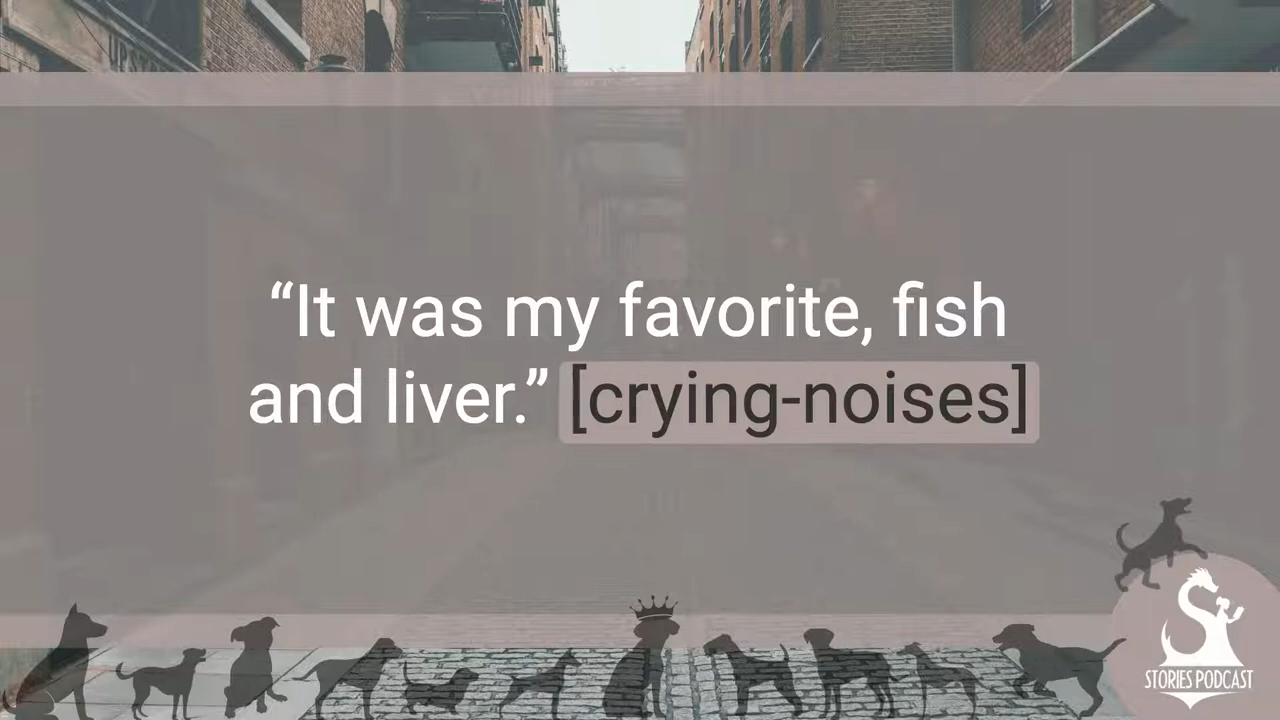 “It was my favorite, fish
and liver.” [crying-noises]
STORIES PODCAST